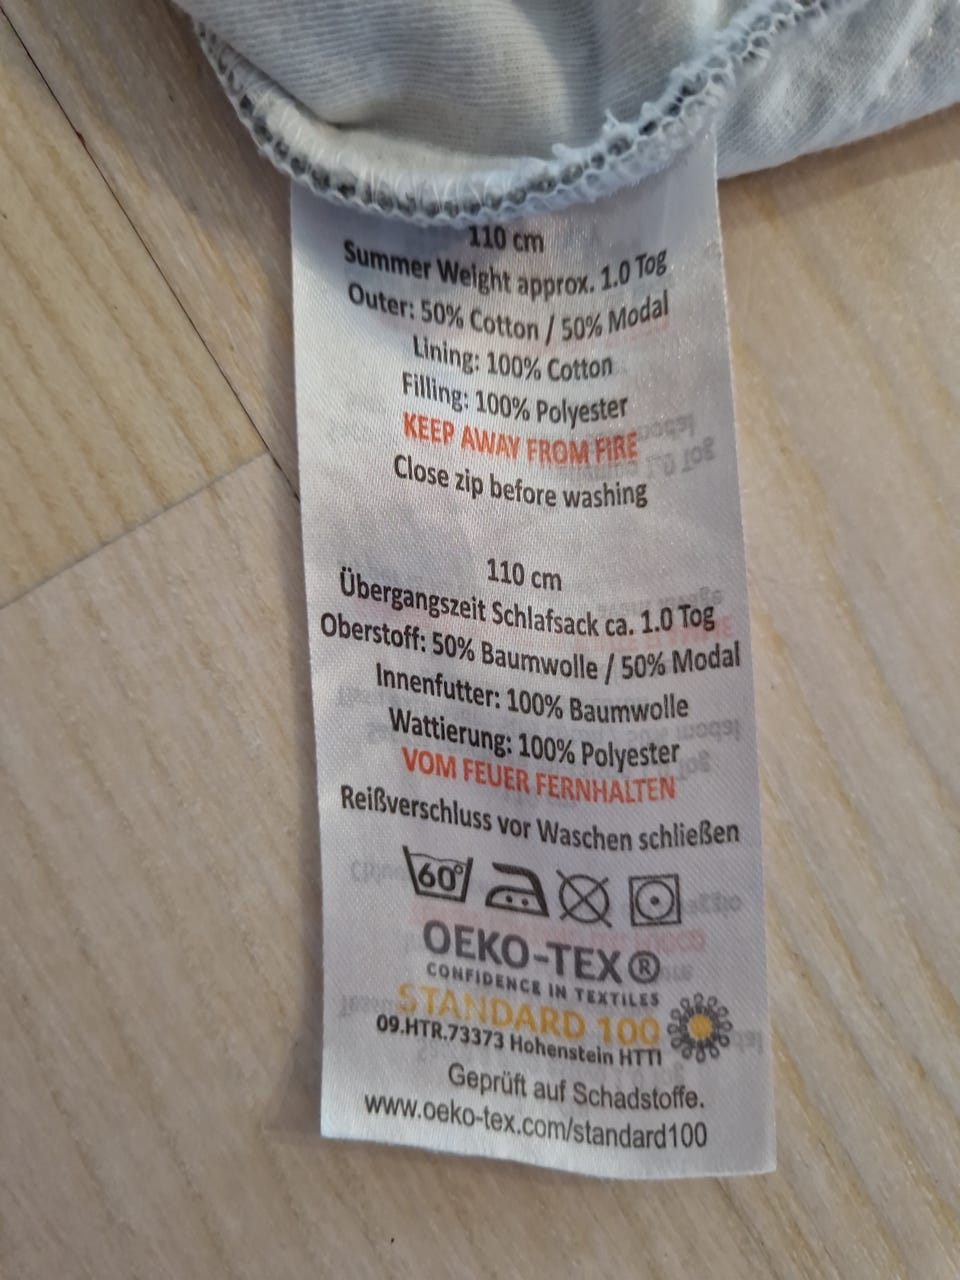 110 cm
Summer Weight approx. 1.0 Tog
Outer: 50% Cotton / 50% Modal
Lining: 100% Cotton
Filling: 100% Polyester
KEEP AWAY FROM FIRE
Close zip before washing
110 cm
Übergangszeit Schlafsack ca. 1.0 Tog
Oberstoff: 50% Baumwolle / 50% Modal
Innenfutter: 100% Baumwolle
Wattierung: 100% Polyester
VOM FEUER FERNHALTEN
Reißverschluss vor Waschen schließen
60°
OEKO-TEX®
CONFIDENCE IN TEXTILES
STANDARD 100
09.HTR.73373 Hohenstein HTTI
Geprüft auf Schadstoffe.
www.oeko-tex.com/standard100